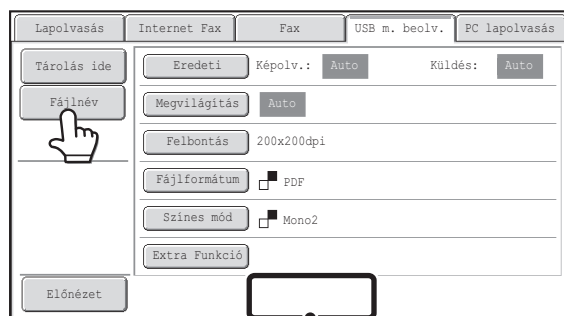 Lapolvasás Internet Fax Fax USB m. beolv. PC lapolvasás
Tárolás ide Eredeti Képolv.: Auto Küldés: Auto
Fájlnév Megvilágítás Auto
Felbontás 200x200dpi
Fájlformátum PDF
Színes mód Mono2
Extra Funkció
Előnézet